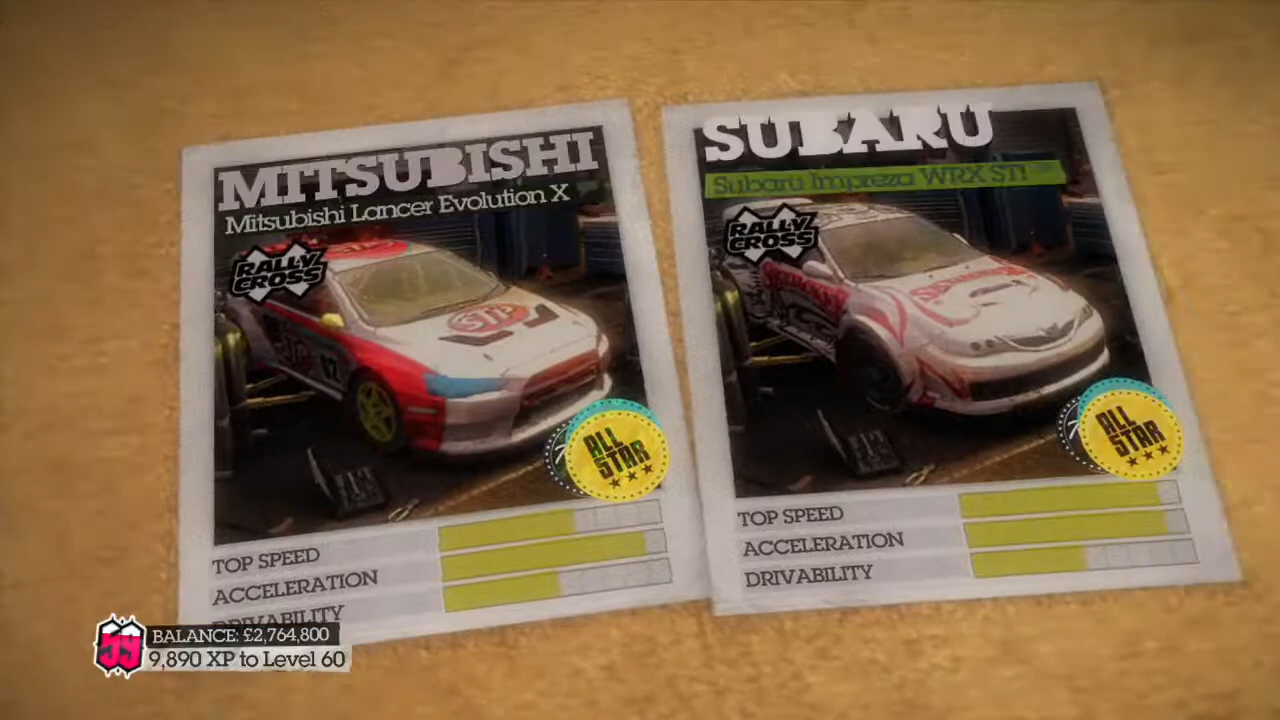 MITSUBISHI
Mitsubishi Lancer Evolution X
RALLY
CROSS
STP
ALL
STAR
TOP SPEED
ACCELERATION
DRIVABILITY
SUBARU
Subaru Impreza WRX STI
RALLY
CROSS
ALL
STAR
TOP SPEED
ACCELERATION
DRIVABILITY
59
BALANCE: £2,764,800
9,890 XP to Level 60